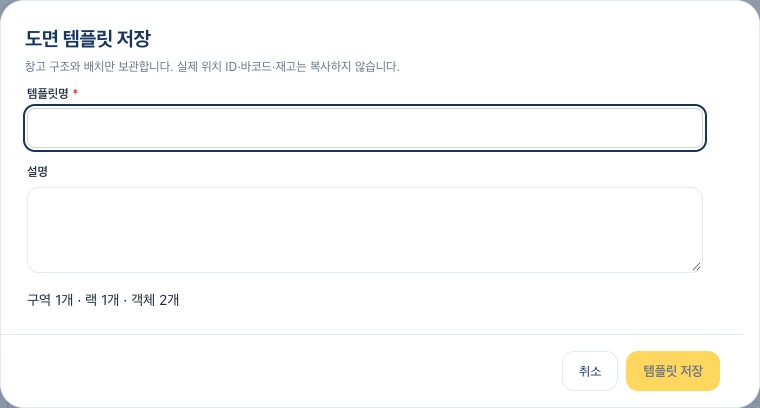 도면 템플릿 저장
창고 구조와 배치만 보관합니다. 실제 위치 ID·바코드·재고는 복사하지 않습니다.
템플릿명 *
설명
구역 1개 · 랙 1개 · 객체 2개
취소
템플릿 저장